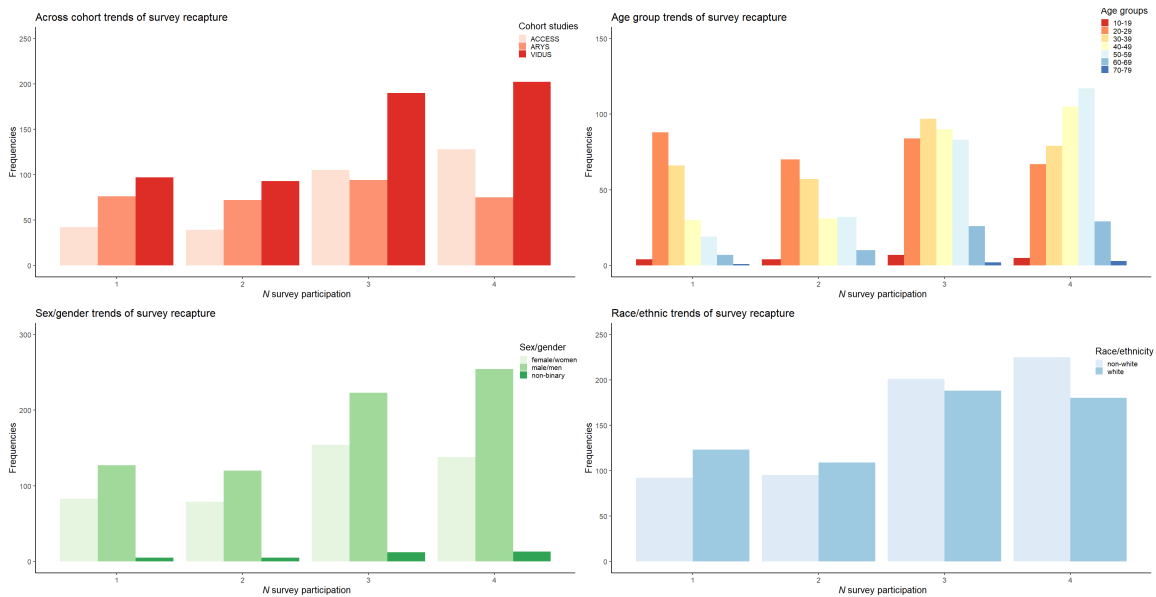 Across cohort trends of survey recapture
Cohort studies
ACCESS
ARYS
VIDUS
250
200
150
100
50
0
Frequencies
1 2 3 4
N survey participation
Age group trends of survey recapture
Age groups
10-19
20-29
30-39
40-49
50-59
60-69
70-79
150
100
50
0
Frequencies
1 2 3 4
N survey participation
Sex/gender trends of survey recapture
Sex/gender
female/women
male/men
non-binary
300
200
100
0
Frequencies
1 2 3 4
N survey participation
Race/ethnic trends of survey recapture
Race/ethnicity
non-white
white
250
200
150
100
50
0
Frequencies
1 2 3 4
N survey participation